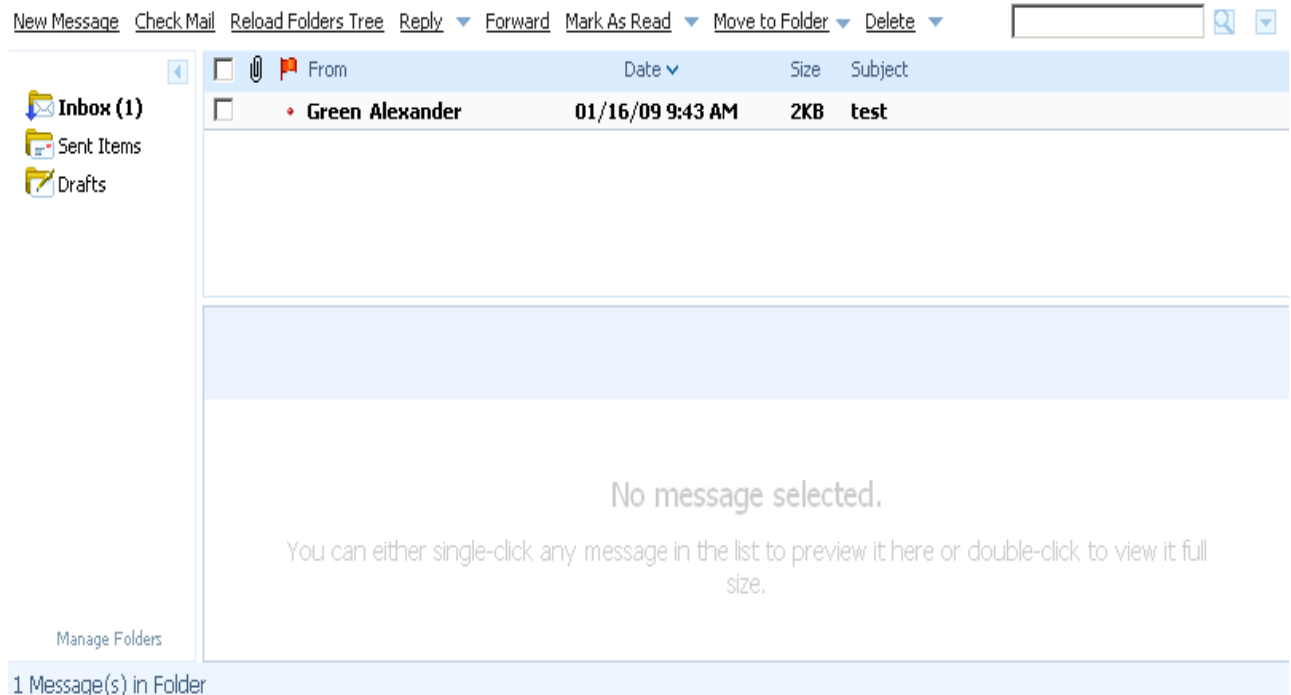 New Message Check Mail Reload Folders Tree Reply Forward Mark As Read Move to Folder Delete
From Date Size Subject
Inbox (1)
Green Alexander 01/16/09 9:43 AM 2KB test
Sent Items
Drafts
No message selected.
You can either single-click any message in the list to preview it here or double-click to view it full
size.
Manage Folders
1 Message(s) in Folder